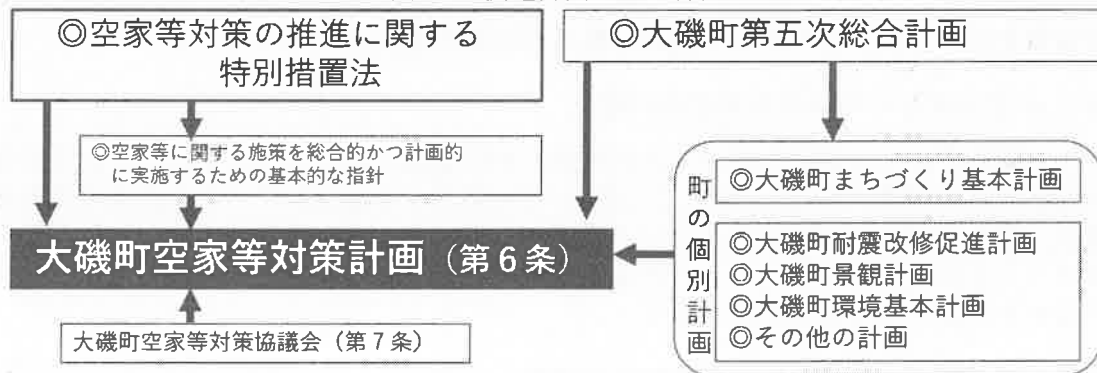 ◎空家等対策の推進に関する
特別措置法
◎大磯町第五次総合計画
◎空家等に関する施策を総合的かつ計画的
に実施するための基本的な指針
大磯町空家等対策計画（第６条）
大磯町空家等対策協議会（第７条）
町の個別計画
◎大磯町まちづくり基本計画
◎大磯町耐震改修促進計画
◎大磯町景観計画
◎大磯町環境基本計画
◎その他の計画